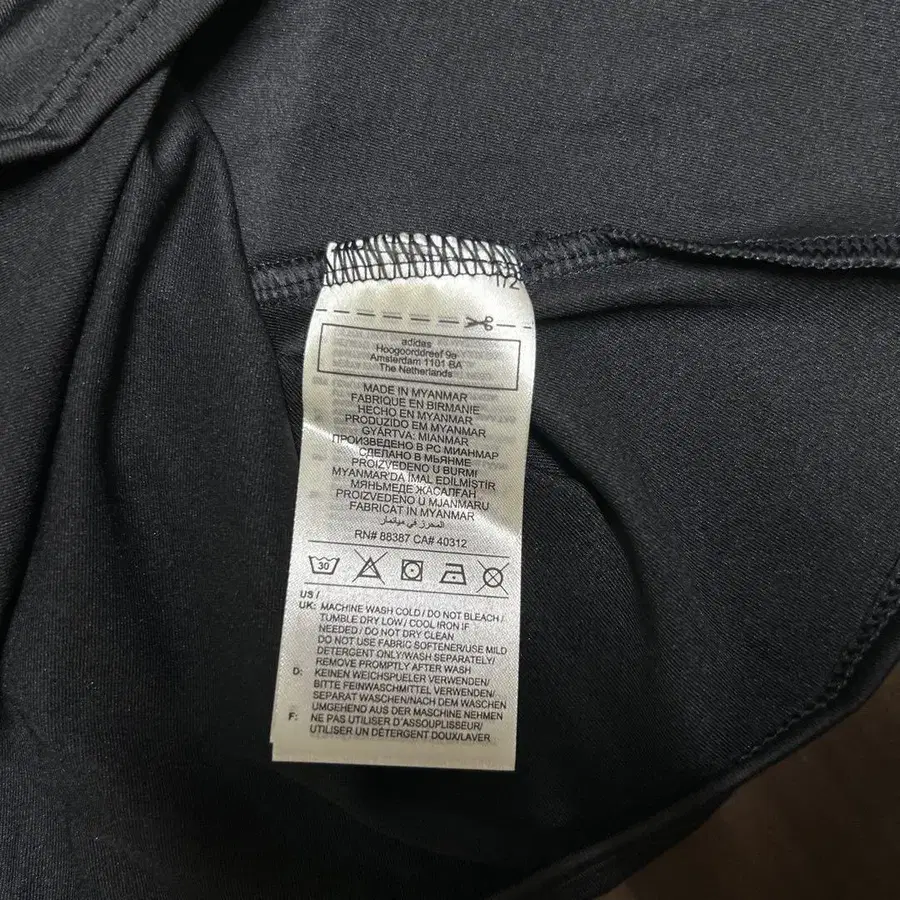 1/2
adidas
Hoogoorddreef 9a
Amsterdam 1101 BA
The Netherlands
MADE IN MYANMAR
FABRIQUE EN BIRMANIE
HECHO EN MYANMAR
PRODUZIDO EM MYANMAR
GYÁRTVA: MIANMAR
ПРОИЗВЕДЕНО В РС МИАНМАР
СДЕЛАНО В МЬЯНМЕ
PROIZVEDENO U BURMI
MYANMAR'DA İMAL EDİLMİŞTİR
МЯНЬМЕДЕ ЖАСАЛҒАН
PROIZVEDENO U MJANMARU
FABRICAT IN MYANMAR
RN# 88387 CA# 40312
30
US /
UK: MACHINE WASH COLD / DO NOT BLEACH /
TUMBLE DRY LOW / COOL IRON IF
NEEDED / DO NOT DRY CLEAN
DO NOT USE FABRIC SOFTENER/USE MILD
DETERGENT ONLY/WASH SEPARATELY/
REMOVE PROMPTLY AFTER WASH
D: KEINEN WEICHSPUELER VERWENDEN/
BITTE FEINWASCHMITTEL VERWENDEN/
SEPARAT WASCHEN/NACH DEM WASCHEN
UMGEHEND AUS DER MASCHINE NEHMEN
F: NE PAS UTILISER D'ASSOUPLISSEUR/
UTILISER UN DÉTERGENT DOUX/LAVER